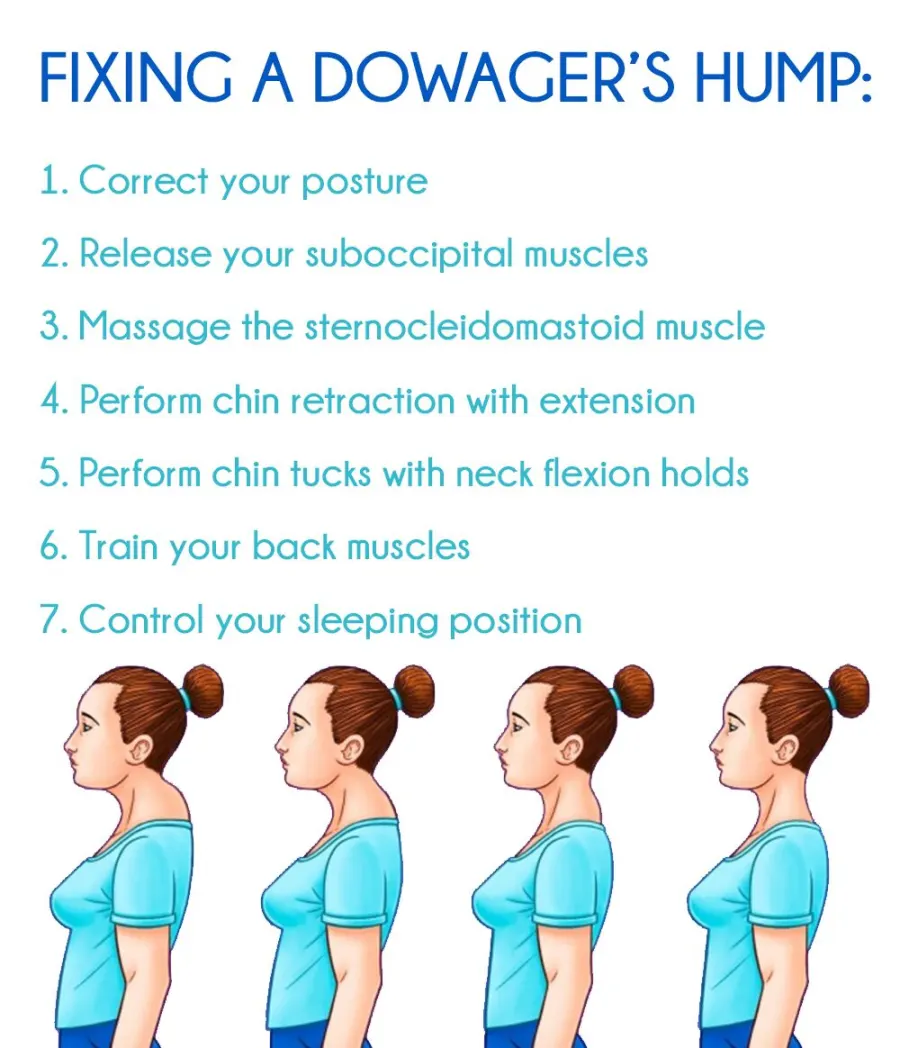 FIXING A DOWAGER'S HUMP:
1. Correct your posture
2. Release your suboccipital muscles
3. Massage the sternocleidomastoid muscle
4. Perform chin retraction with extension
5. Perform chin tucks with neck flexion holds
6. Train your back muscles
7. Control your sleeping position